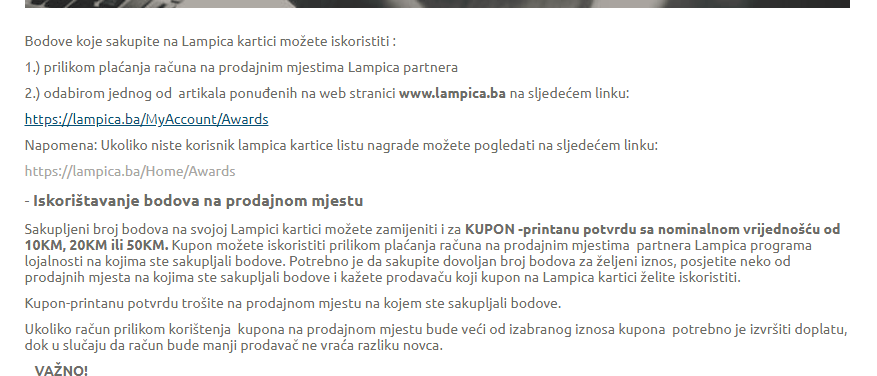 Bodove koje sakupite na Lampica kartici možete iskoristiti :
1.) prilikom plaćanja računa na prodajnim mjestima Lampica partnera
2.) odabirom jednog od artikala ponuđenih na web stranici www.lampica.ba na sljedećem linku:
https://lampica.ba/MyAccount/Awards
Napomena: Ukoliko niste korisnik lampica kartice listu nagrade možete pogledati na sljedećem linku:
https://lampica.ba/Home/Awards
- Iskorištavanje bodova na prodajnom mjestu
Sakupljeni broj bodova na svojoj Lampici kartici možete zamijeniti i za KUPON -printanu potvrdu sa nominalnom vrijednošću od
10KM, 20KM ili 50KM. Kupon možete iskoristiti prilikom plaćanja računa na prodajnim mjestima partnera Lampica programa
lojalnosti na kojima ste sakupljali bodove. Potrebno je da sakupite dovoljan broj bodova za željeni iznos, posjetite neko od
prodajnih mjesta na kojima ste sakupljali bodove i kažete prodavaču koji kupon na Lampica kartici želite iskoristiti.
Kupon-printanu potvrdu trošite na prodajnom mjestu na kojem ste sakupljali bodove.
Ukoliko račun prilikom korištenja kupona na prodajnom mjestu bude veći od izabranog iznosa kupona potrebno je izvršiti doplatu,
dok u slučaju da račun bude manji prodavač ne vraća razliku novca.
VAŽNO!